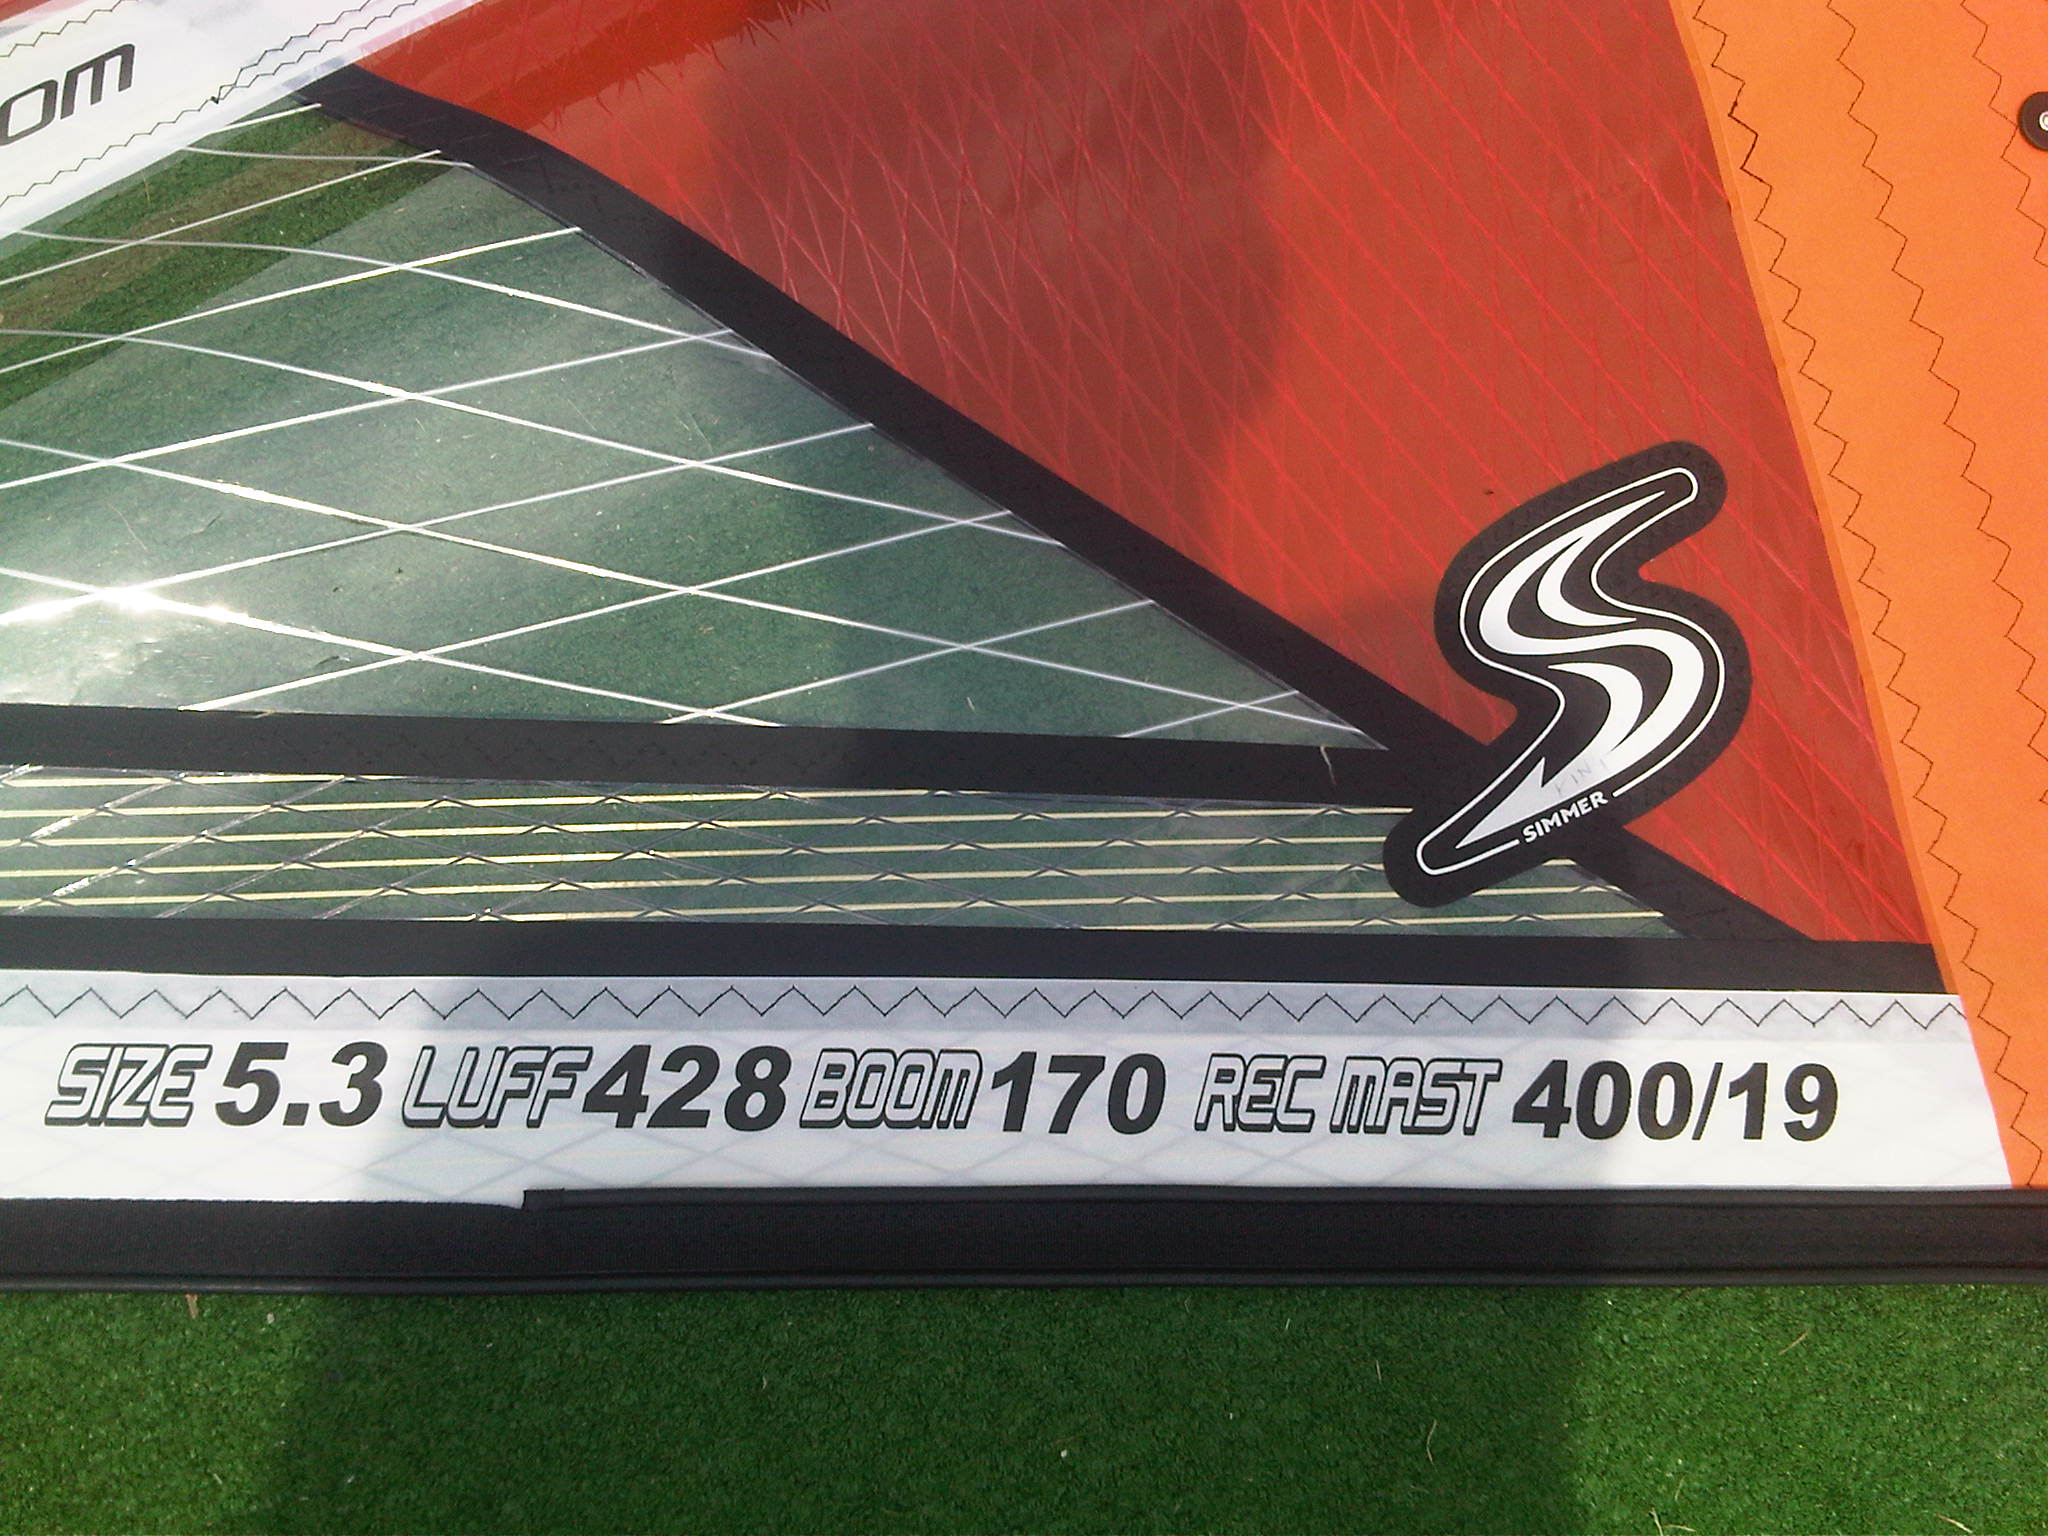 om
SIMMER
SIZE 5.3 LUFF 428 BOOM 170 REC MAST 400/19